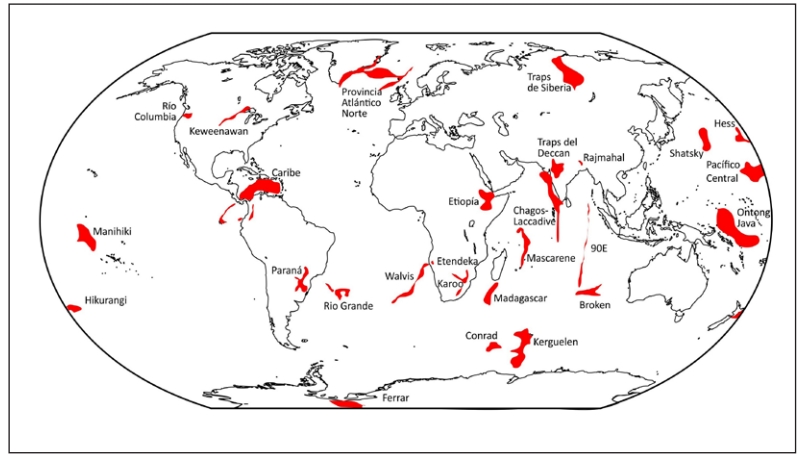 Traps
de Siberia
Provincia
Atlántico
Norte
Río
Columbia
Keweenawan
Hess
Shatsky
Traps del
Deccan
Rajmahal
Pacífico
Central
Caribe
Etiopía
Chagos-
Laccadive
Ontong
Java
Manihiki
90E
Mascarene
Etendeka
Paraná
Walvis
Karoo
Hikurangi
Rio Grande
Madagascar
Broken
Conrad
Kerguelen
Ferrar